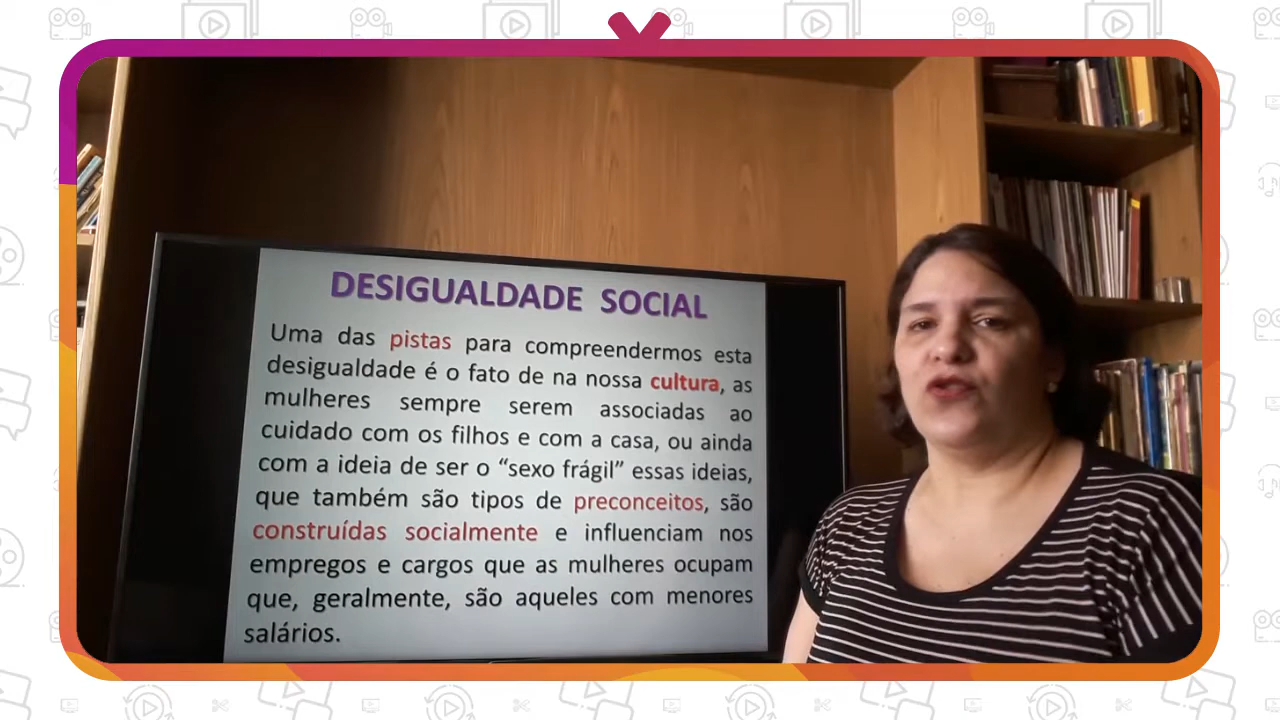 DESIGUALDADE SOCIAL
Uma das pistas para compreendermos esta
desigualdade é o fato de na nossa cultura, as
mulheres sempre serem associadas ao
cuidado com os filhos e com a casa, ou ainda
com a ideia de ser o “sexo frágil” essas ideias,
que também são tipos de preconceitos, são
construídas socialmente e influenciam nos
empregos e cargos que as mulheres ocupam
que, geralmente, são aqueles com menores
salários.